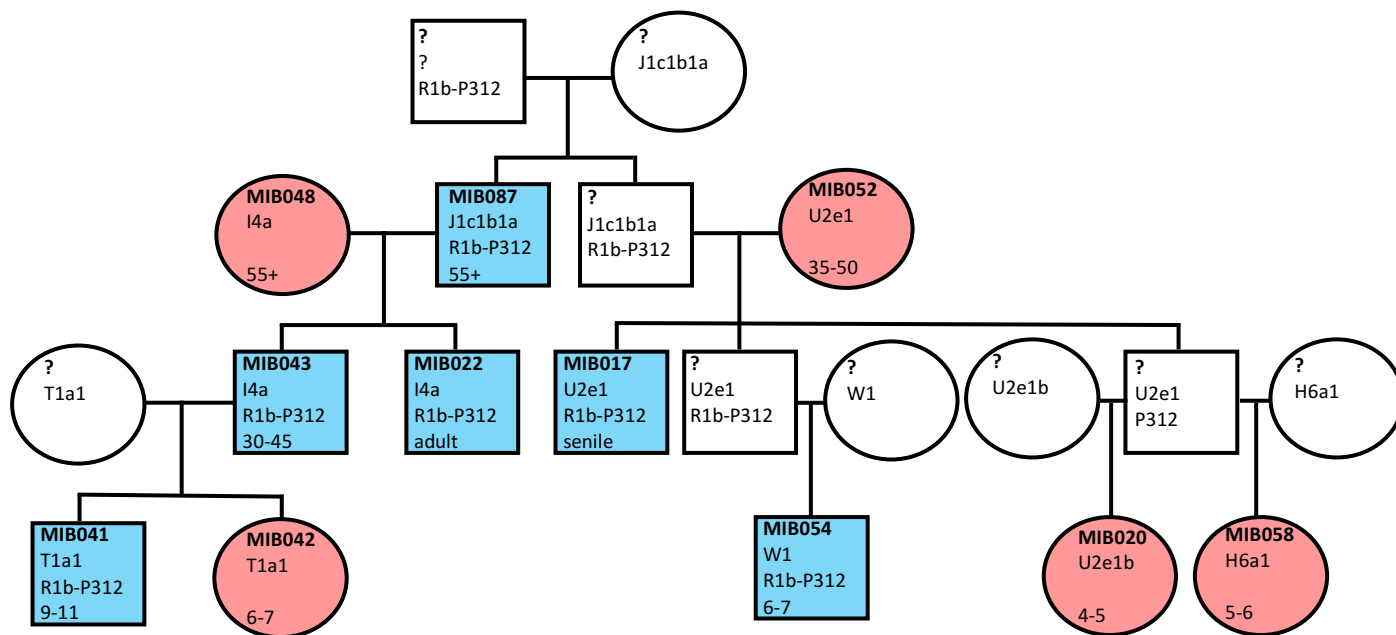 ?
?
R1b-P312
?
J1c1b1a
MIB048
I4a
55+
MIB087
J1c1b1a
R1b-P312
55+
?
J1c1b1a
R1b-P312
MIB052
U2e1
35-50
?
T1a1
MIB043
I4a
R1b-P312
30-45
MIB022
I4a
R1b-P312
adult
MIB017
U2e1
R1b-P312
senile
?
U2e1
R1b-P312
?
W1
?
U2e1b
?
U2e1
P312
?
H6a1
MIB041
T1a1
R1b-P312
9-11
MIB042
T1a1
6-7
MIB054
W1
R1b-P312
6-7
MIB020
U2e1b
4-5
MIB058
H6a1
5-6